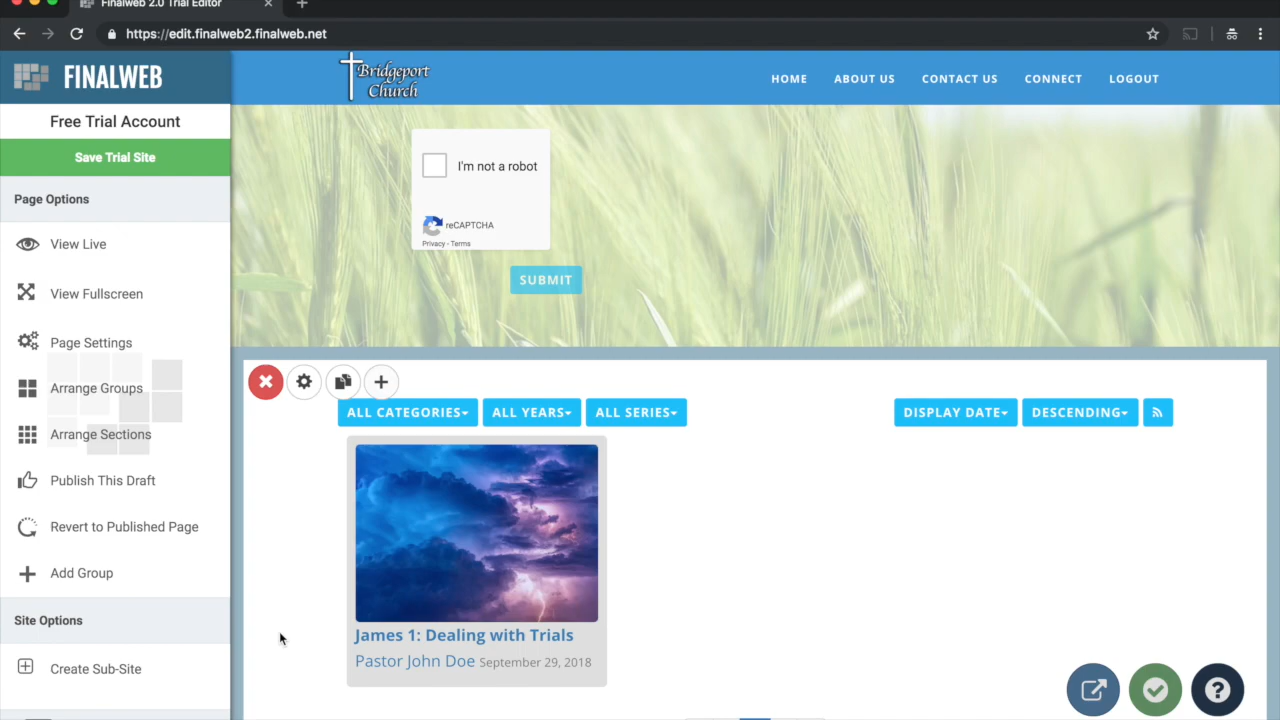 Finalweb 2.0 Trial Editor
https://edit.finalweb2.finalweb.net
FINALWEB
Free Trial Account
Save Trial Site
Page Options
View Live
View Fullscreen
Page Settings
Arrange Groups
Arrange Sections
Publish This Draft
Revert to Published Page
Add Group
Site Options
Create Sub-Site
Bridgeport
Church
HOME ABOUT US CONTACT US CONNECT LOGOUT
I'm not a robot
reCAPTCHA
Privacy - Terms
SUBMIT
ALL CATEGORIES ALL YEARS ALL SERIES DISPLAY DATE DESCENDING
James 1: Dealing with Trials
Pastor John Doe September 29, 2018